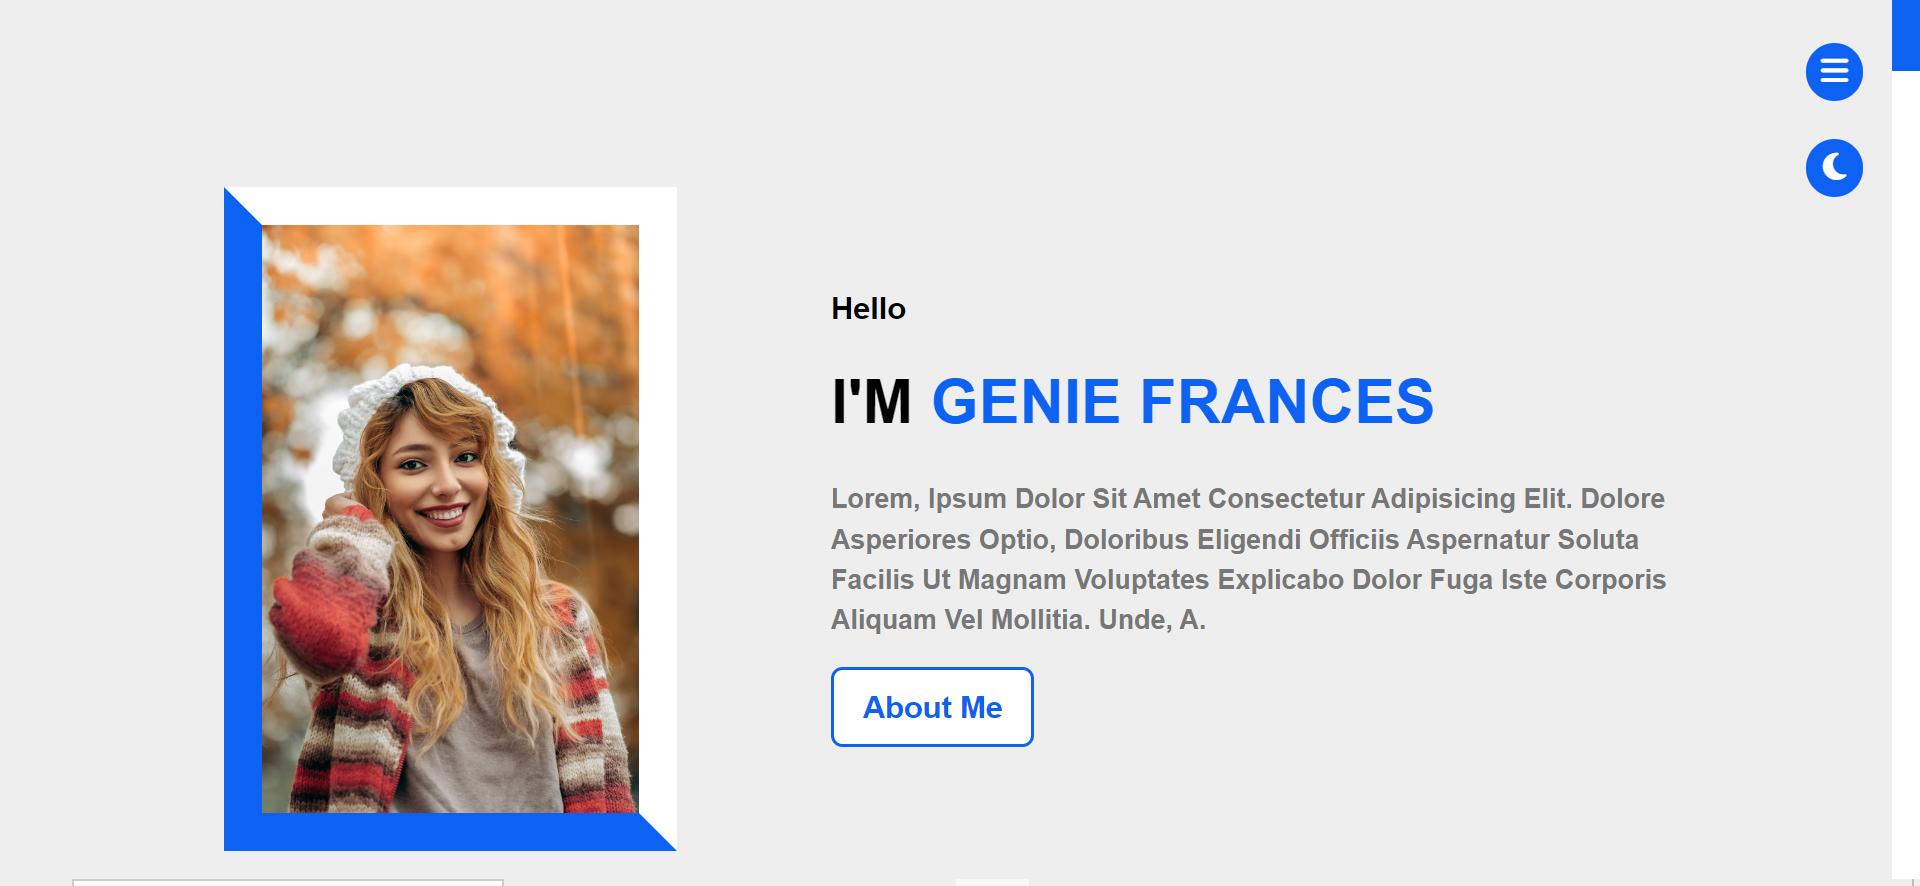 Hello
I'M GENIE FRANCES
Lorem, Ipsum Dolor Sit Amet Consectetur Adipisicing Elit. Dolore
Asperiores Optio, Doloribus Eligendi Officiis Aspernatur Soluta
Facilis Ut Magnam Voluptates Explicabo Dolor Fuga Iste Corporis
Aliquam Vel Mollitia. Unde, A.
About Me